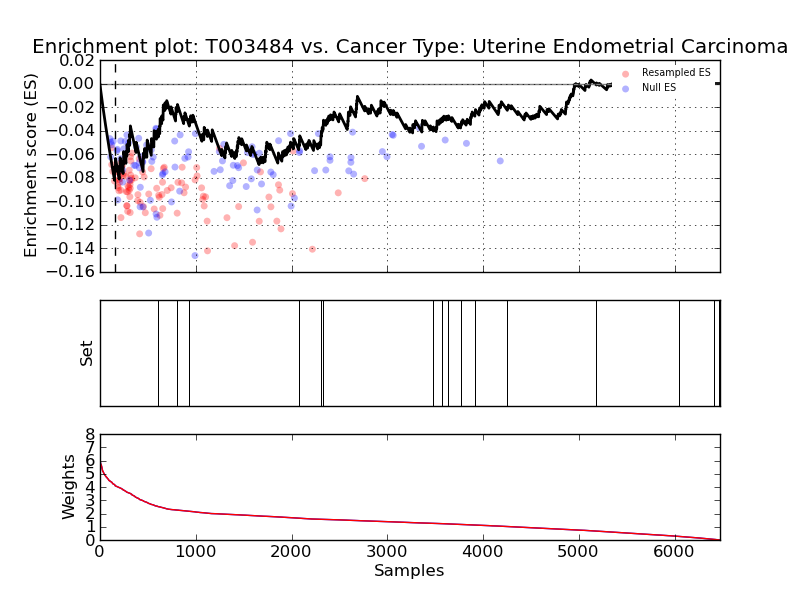 Enrichment plot: T003484 vs. Cancer Type: Uterine Endometrial Carcinoma
Enrichment score (ES)
0.02
0.00
−0.02
−0.04
−0.06
−0.08
−0.10
−0.12
−0.14
−0.16
Resampled ES
Null ES
Set
Weights
8
7
6
5
4
3
2
1
0
0 1000 2000 3000 4000 5000 6000
Samples